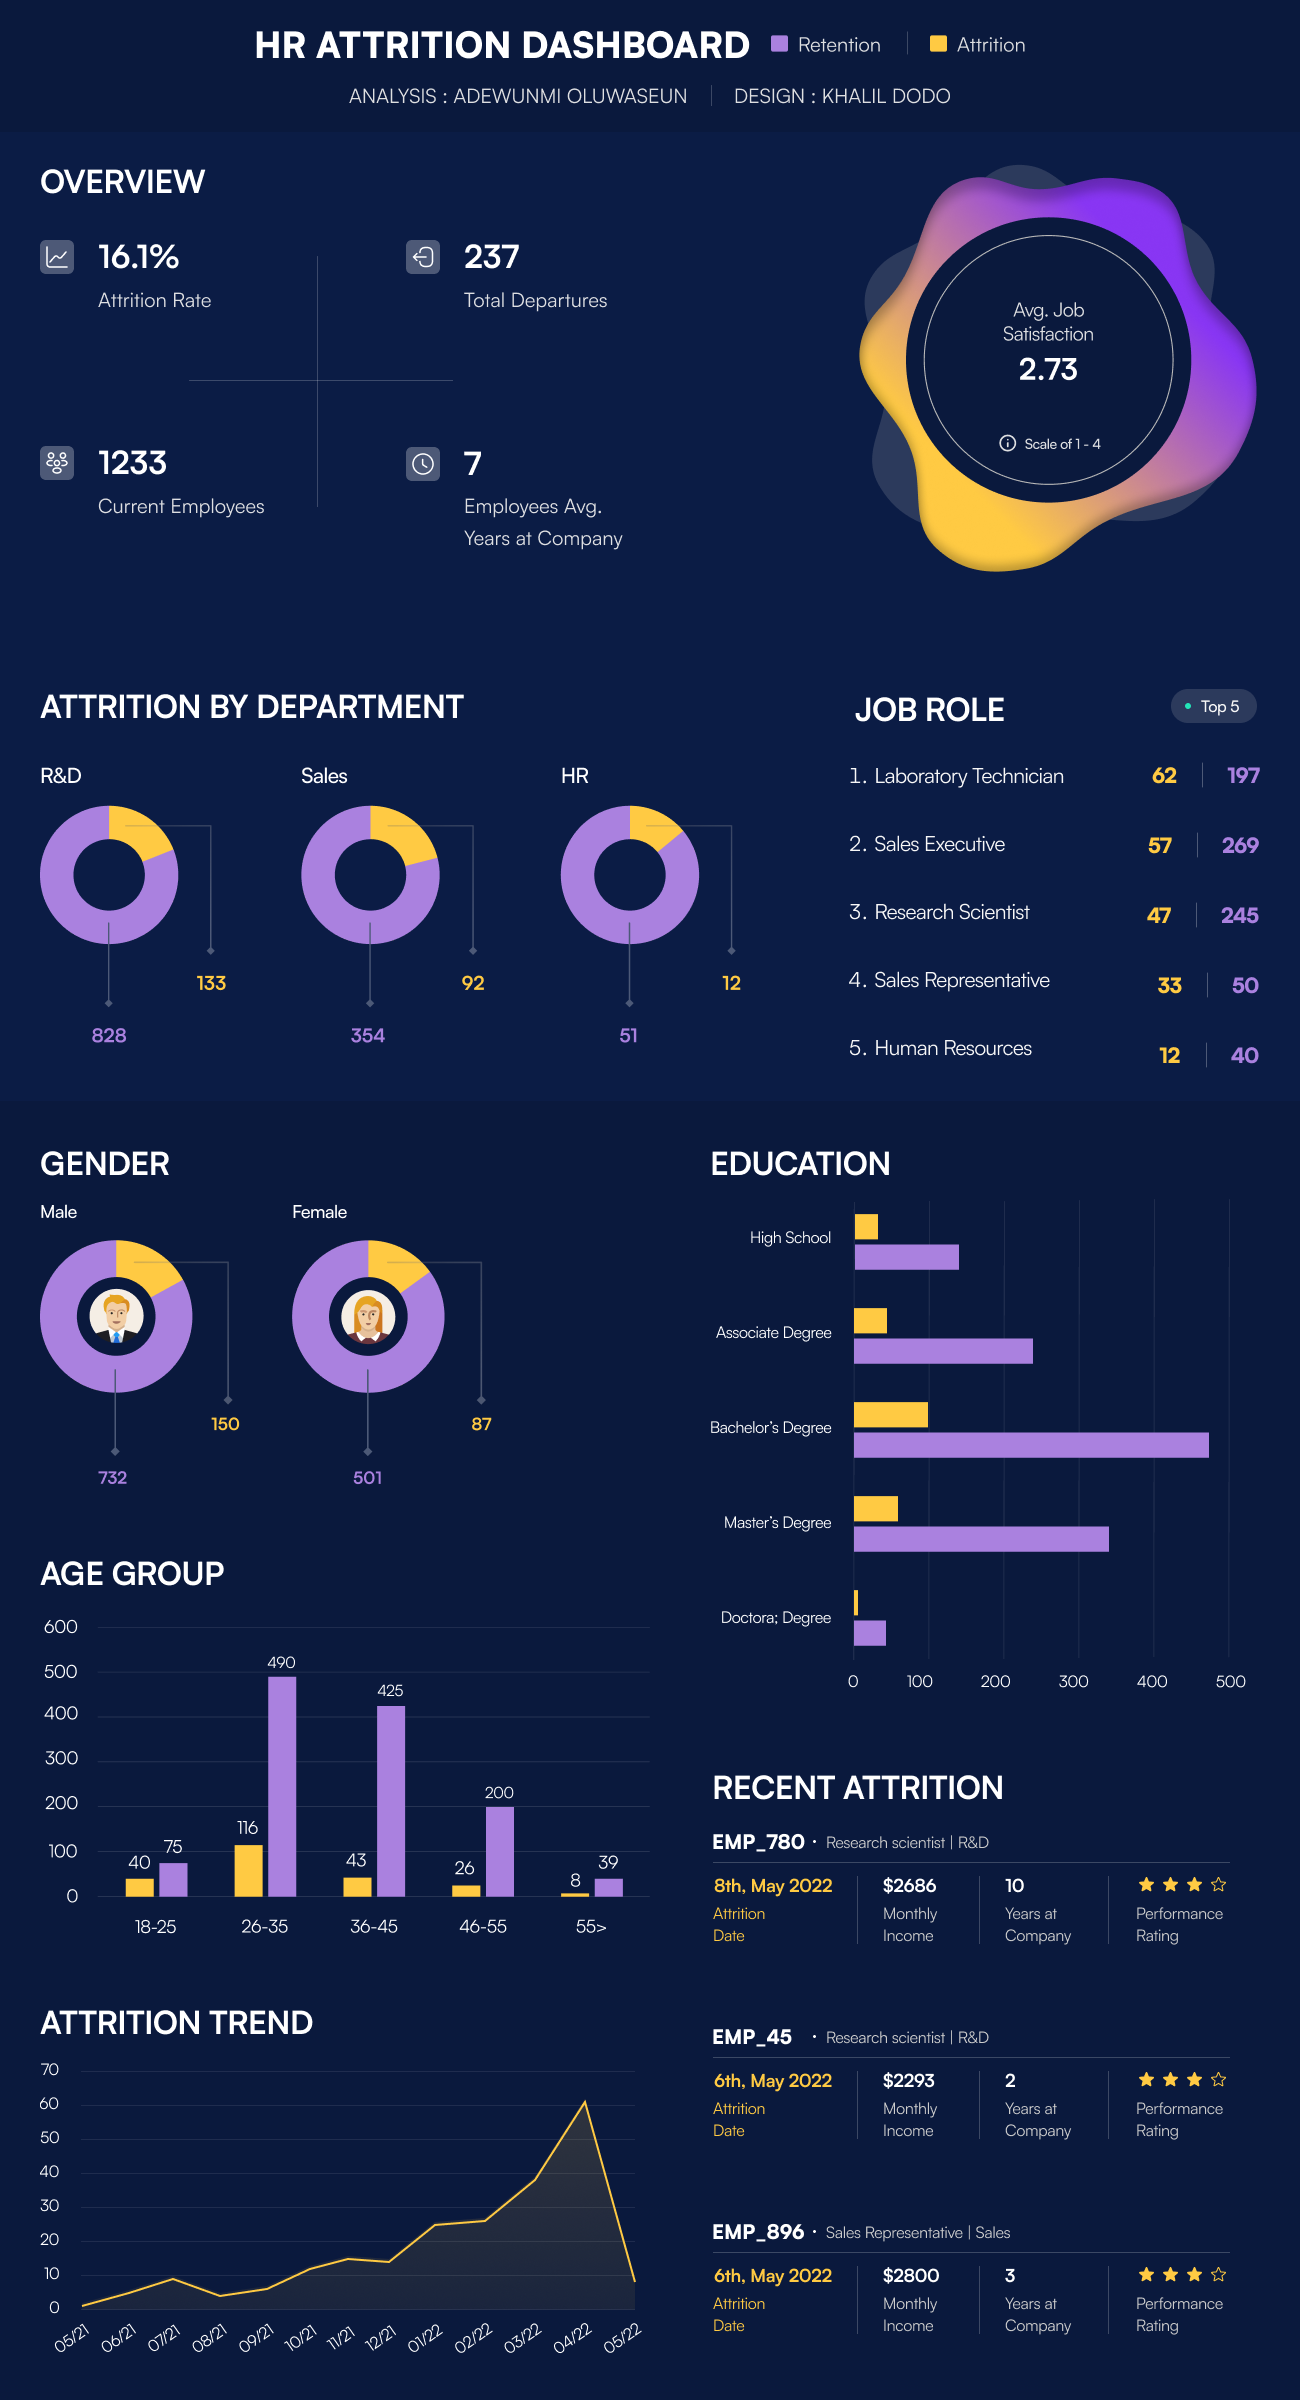 HR ATTRITION DASHBOARD
Retention
Attrition
ANALYSIS : ADEWUNMI OLUWASEUN
DESIGN : KHALIL DODO
OVERVIEW
16.1%
Attrition Rate
237
Total Departures
1233
Current Employees
7
Employees Avg.
Years at Company
Avg. Job
Satisfaction
2.73
Scale of 1 - 4
ATTRITION BY DEPARTMENT
R&D
133
828
Sales
92
354
HR
12
51
JOB ROLE
Top 5
1. Laboratory Technician 62 197
2. Sales Executive 57 269
3. Research Scientist 47 245
4. Sales Representative 33 50
5. Human Resources 12 40
GENDER
Male
150
732
Female
87
501
EDUCATION
High School
Associate Degree
Bachelor's Degree
Master's Degree
Doctora; Degree
0 100 200 300 400 500
AGE GROUP
600
500
400
300
200
100
0
40 75
116 490
43 425
26 200
8 39
18-25 26-35 36-45 46-55 55>
ATTRITION TREND
70
60
50
40
30
20
10
0
05/21 06/21 07/21 08/21 09/21 10/21 11/21 12/21 01/22 02/22 03/22 04/22 05/22
RECENT ATTRITION
EMP_780 · Research scientist | R&D
8th, May 2022 $2686 10
Attrition Monthly Years at Performance
Date Income Company Rating
EMP_45 · Research scientist | R&D
6th, May 2022 $2293 2
Attrition Monthly Years at Performance
Date Income Company Rating
EMP_896 · Sales Representative | Sales
6th, May 2022 $2800 3
Attrition Monthly Years at Performance
Date Income Company Rating